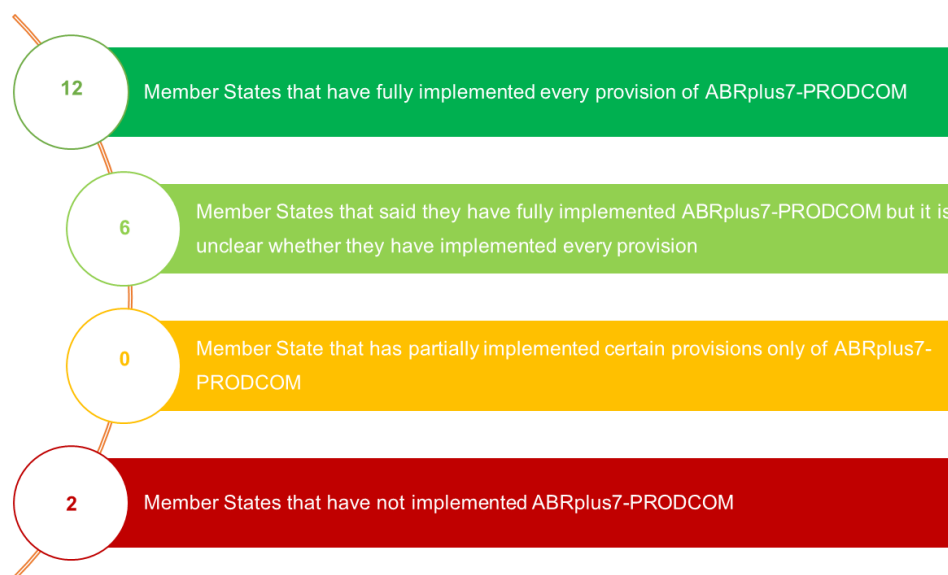 12
Member States that have fully implemented every provision of ABRplus7-PRODCOM
6
Member States that said they have fully implemented ABRplus7-PRODCOM but it is
unclear whether they have implemented every provision
0
Member State that has partially implemented certain provisions only of ABRplus7-
PRODCOM
2
Member States that have not implemented ABRplus7-PRODCOM